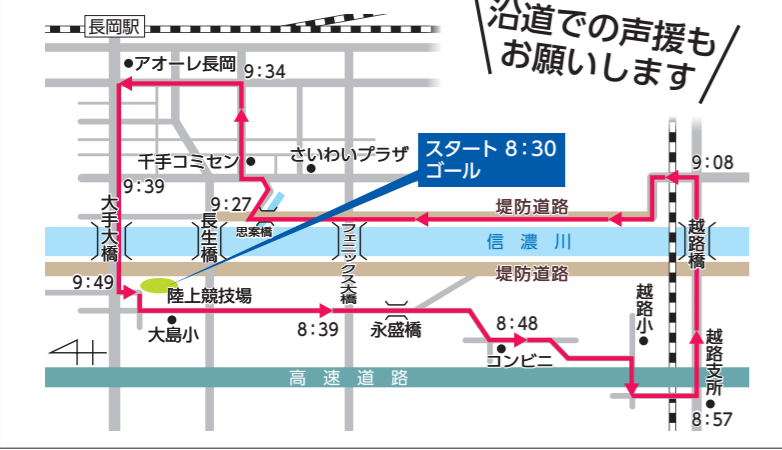 沿道での声援も
お願いします
長岡駅
アオーレ長岡
9:34
千手コミセン
さいわいプラザ
スタート 8:30
ゴール
9:08
9:39
9:27
大手大橋
長生橋
思案橋
フェニックス大橋
堤防道路
信濃川
越路橋
堤防道路
9:49
陸上競技場
大島小
8:39
永盛橋
8:48
コンビニ
越路小
越路支所
高速道路
8:57